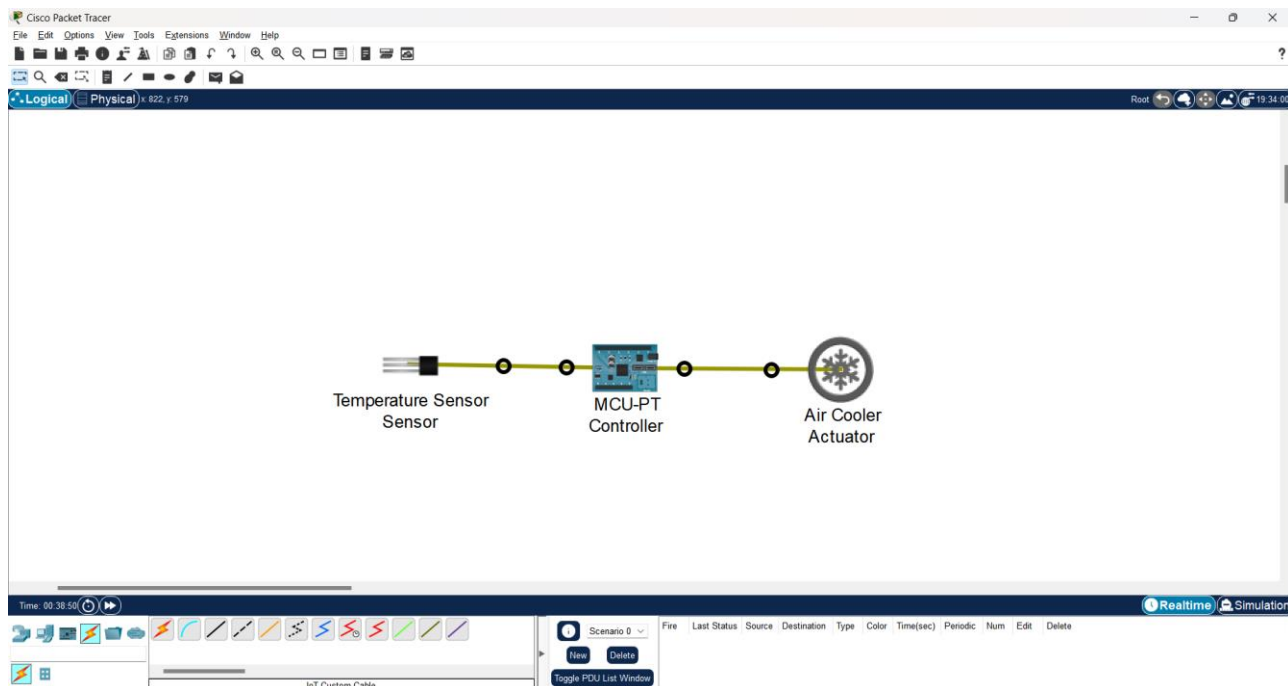 Cisco Packet Tracer
File Edit Options View Tools Extensions Window Help
?
Logical Physical x: 822, y: 579 Root 19:34:00
Temperature Sensor
Sensor
MCU-PT
Controller
Air Cooler
Actuator
Time: 00:38:50 Realtime Simulation
Scenario 0 Fire Last Status Source Destination Type Color Time(sec) Periodic Num Edit Delete
New Delete
Toggle PDU List Window
IoT Custom Cable